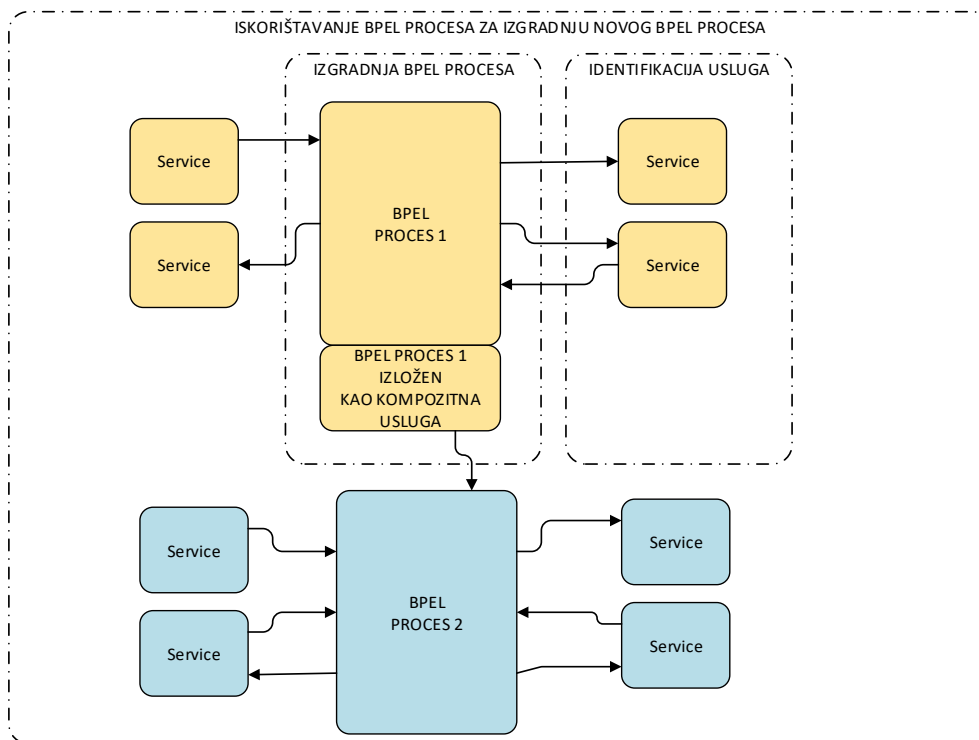 ISKORIŠTAVANJE BPEL PROCESA ZA IZGRADNJU NOVOG BPEL PROCESA
IZGRADNJA BPEL PROCESA
IDENTIFIKACIJA USLUGA
Service
Service
BPEL
PROCES 1
Service
Service
BPEL PROCES 1
IZLOŽEN
KAO KOMPOZITNA
USLUGA
Service
Service
BPEL
PROCES 2
Service
Service